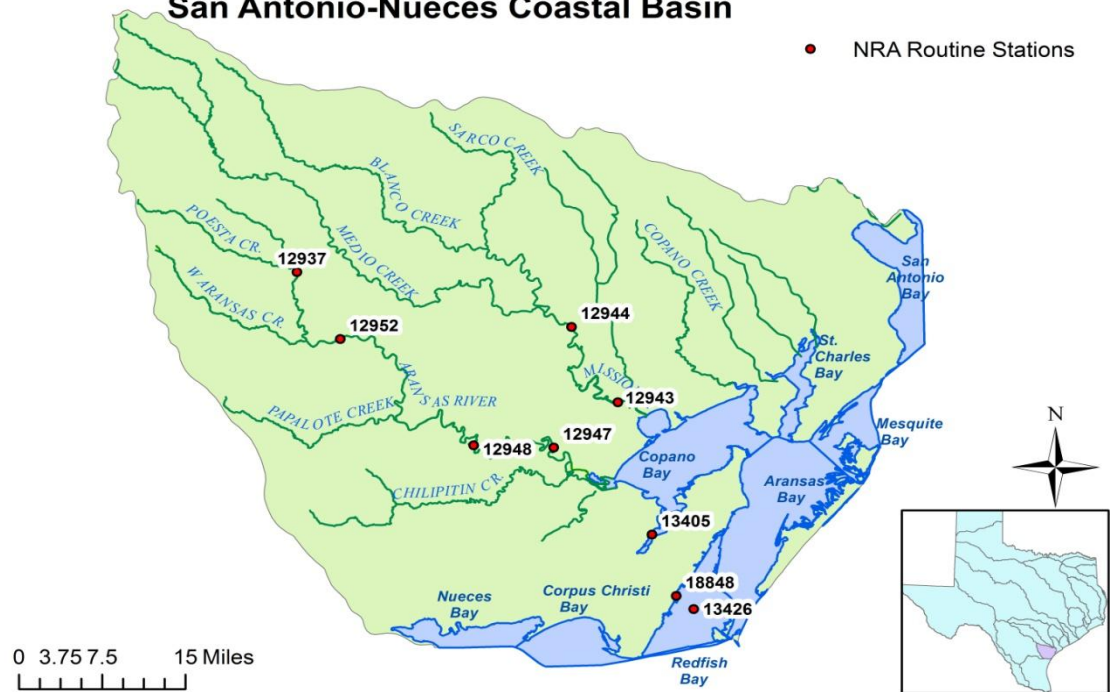 San Antonio-Nueces Coastal Basin
NRA Routine Stations
SARCO CREEK
BLANCO CREEK
POESTA CR.
MEDIO CREEK
COPANO CREEK
12937
San
Antonio
Bay
W ARANSAS CR.
12952
12944
St.
Charles
Bay
MISSIO
12943
ARANSAS RIVER
PAPALOTE CREEK
Mesquite
Bay
12947
12948
Copano
Bay
Aransas
Bay
CHILIPITIN CR.
13405
18848
13426
Nueces
Bay
Corpus Christi
Bay
Redfish
Bay
N
0 3.75 7.5 15 Miles